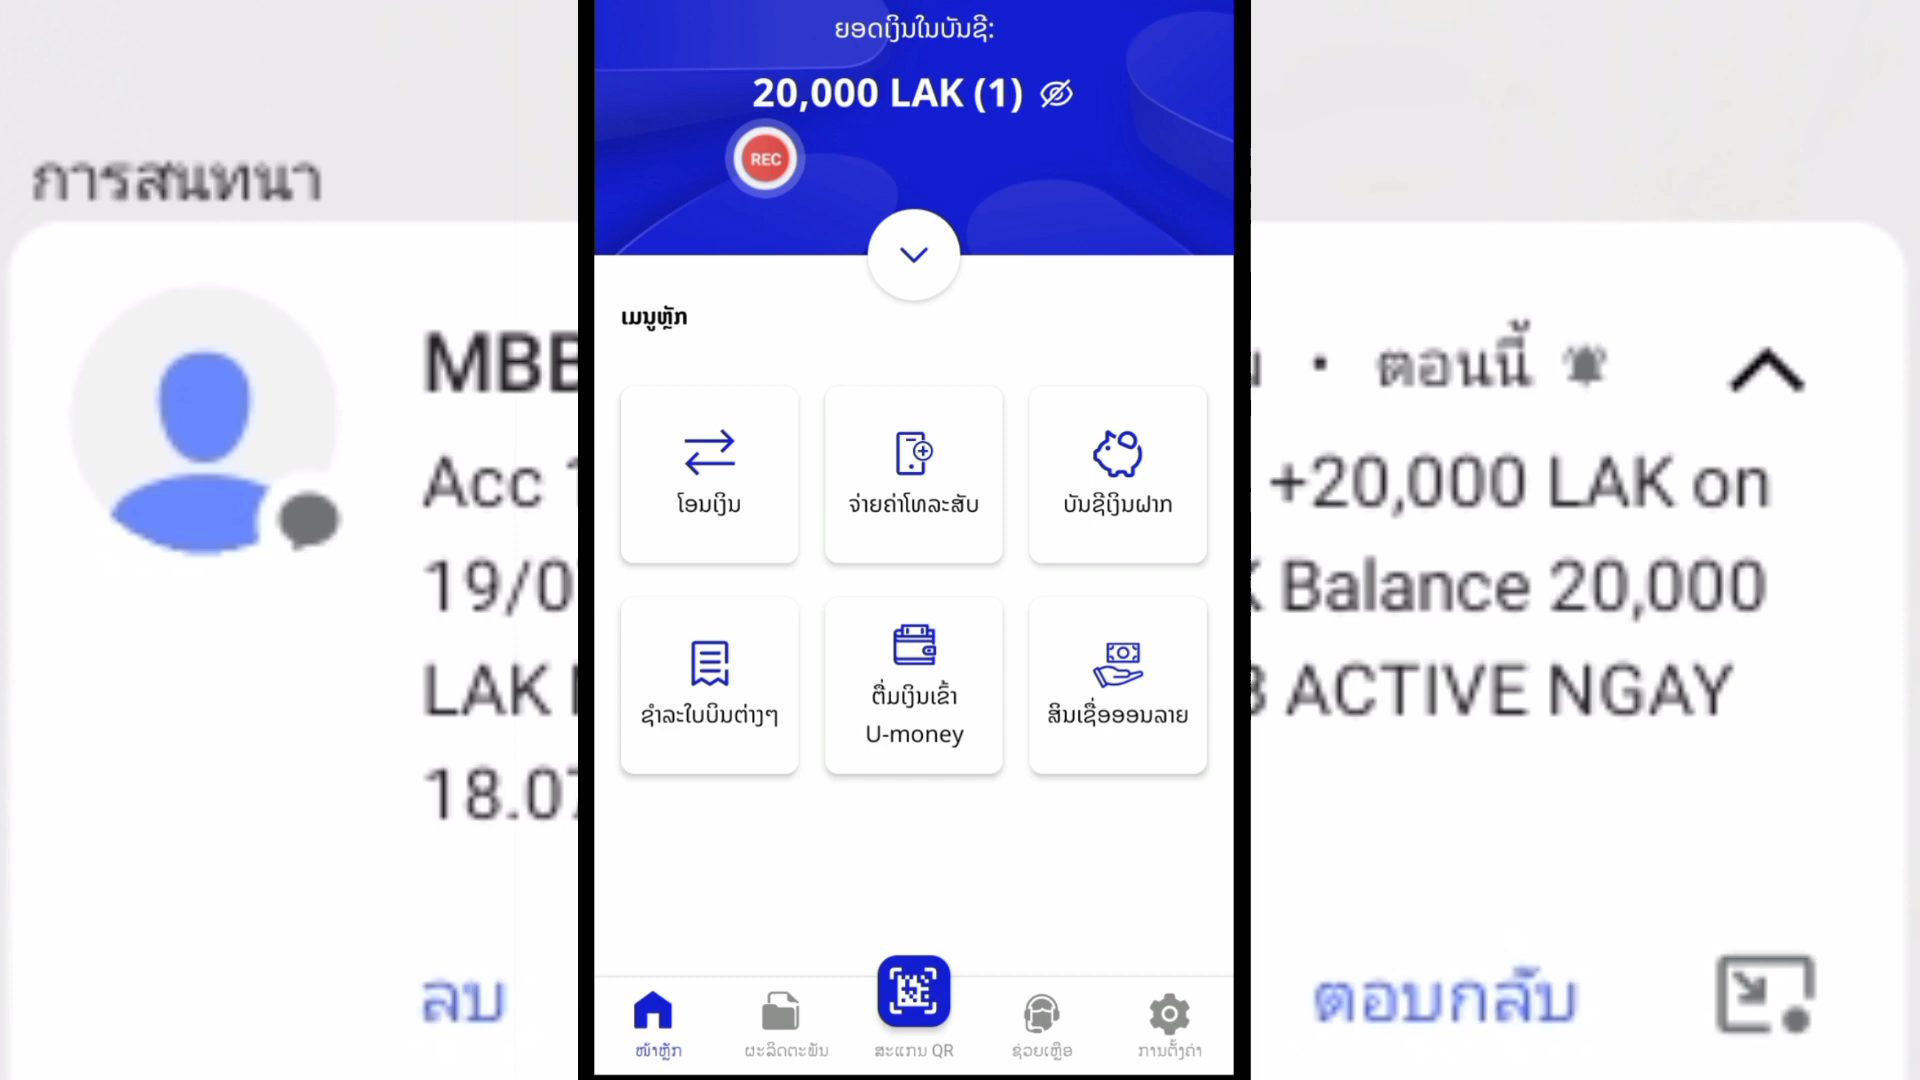 ຍອດເງິນໃນບັນຊີ:
20,000 LAK (1)
REC
ເມນູຫຼັກ
ໂອນເງິນ
ຈ່າຍຄ່າໂທລະສັບ
ບັນຊີເງິນຝາກ
ຊຳລະໃບບິນຕ່າງໆ
ຕື່ມເງິນເຂົ້າ
U-money
ສິນເຊື່ອອອນລາຍ
ໜ້າຫຼັກ
ຜະລິດຕະພັນ
ສະແກນ QR
ຊ່ວຍເຫຼືອ
ການຕັ້ງຄ່າ
การสนทนา
• ตอนนี้
Acc +20,000 LAK on
19/0 Balance 20,000
LAK ACTIVE NGAY
18.0
ลบ ตอบกลับ